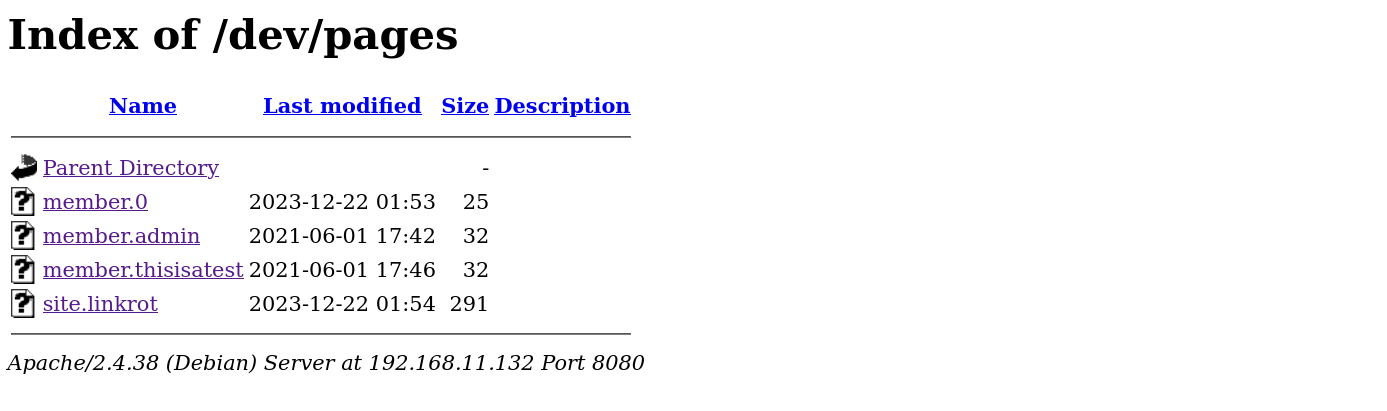 Index of /dev/pages
Name Last modified Size Description
Parent Directory -
member.0 2023-12-22 01:53 25
member.admin 2021-06-01 17:42 32
member.thisisatest 2021-06-01 17:46 32
site.linkrot 2023-12-22 01:54 291
Apache/2.4.38 (Debian) Server at 192.168.11.132 Port 8080